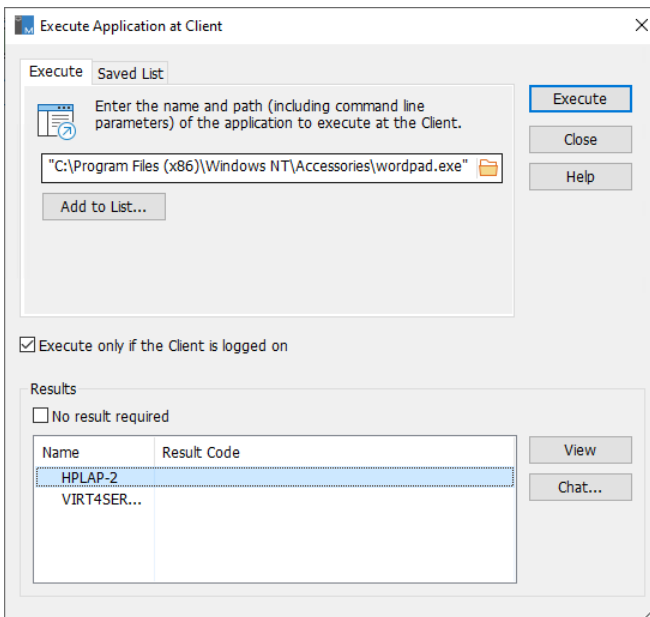 Execute Application at Client
Execute
Saved List
Enter the name and path (including command line
parameters) of the application to execute at the Client.
"C:\Program Files (x86)\Windows NT\Accessories\wordpad.exe"
Add to List...
Execute
Close
Help
Execute only if the Client is logged on
Results
No result required
Name Result Code
HPLAP-2
VIRT4SER...
View
Chat...